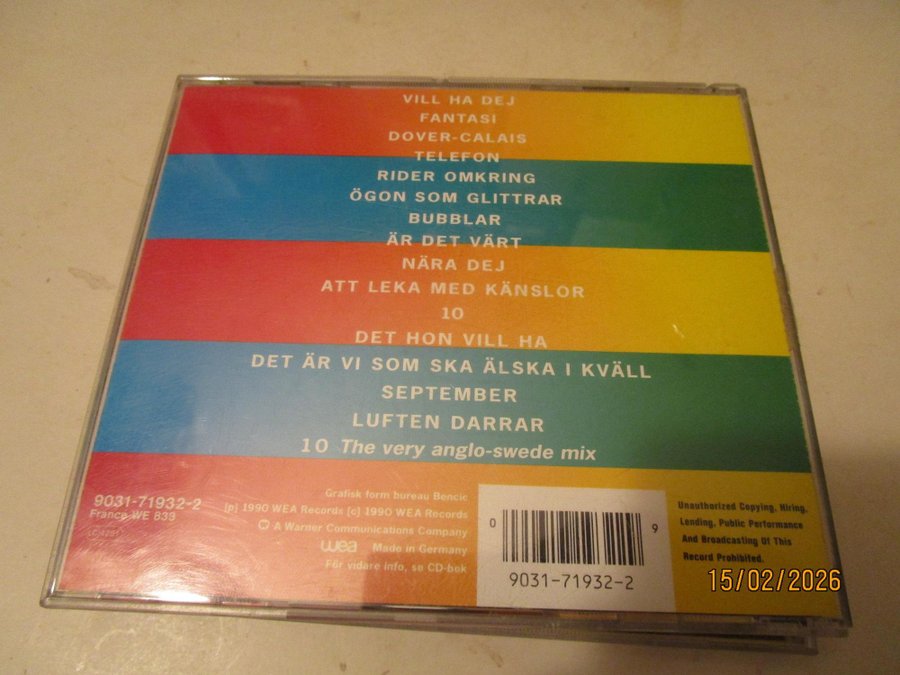 VILL HA DEJ
FANTASI
DOVER-CALAIS
TELEFON
RIDER OMKRING
ÖGON SOM GLITTRAR
BUBBLAR
ÄR DET VÄRT
NÄRA DEJ
ATT LEKA MED KÄNSLOR
10
DET HON VILL HA
DET ÄR VI SOM SKA ÄLSKA I KVÄLL
SEPTEMBER
LUFTEN DARRAR
10 The very anglo-swede mix
9031-71932-2
France WE 833
Grafisk form bureau Bencic
(p) 1990 WEA Records (c) 1990 WEA Records
A Warner Communications Company
wea Made in Germany
För vidare info, se CD-bok
0 9
9031-71932-2
Unauthorized Copying, Hiring,
Lending, Public Performance
And Broadcasting Of This
Record Prohibited.
15/02/2026